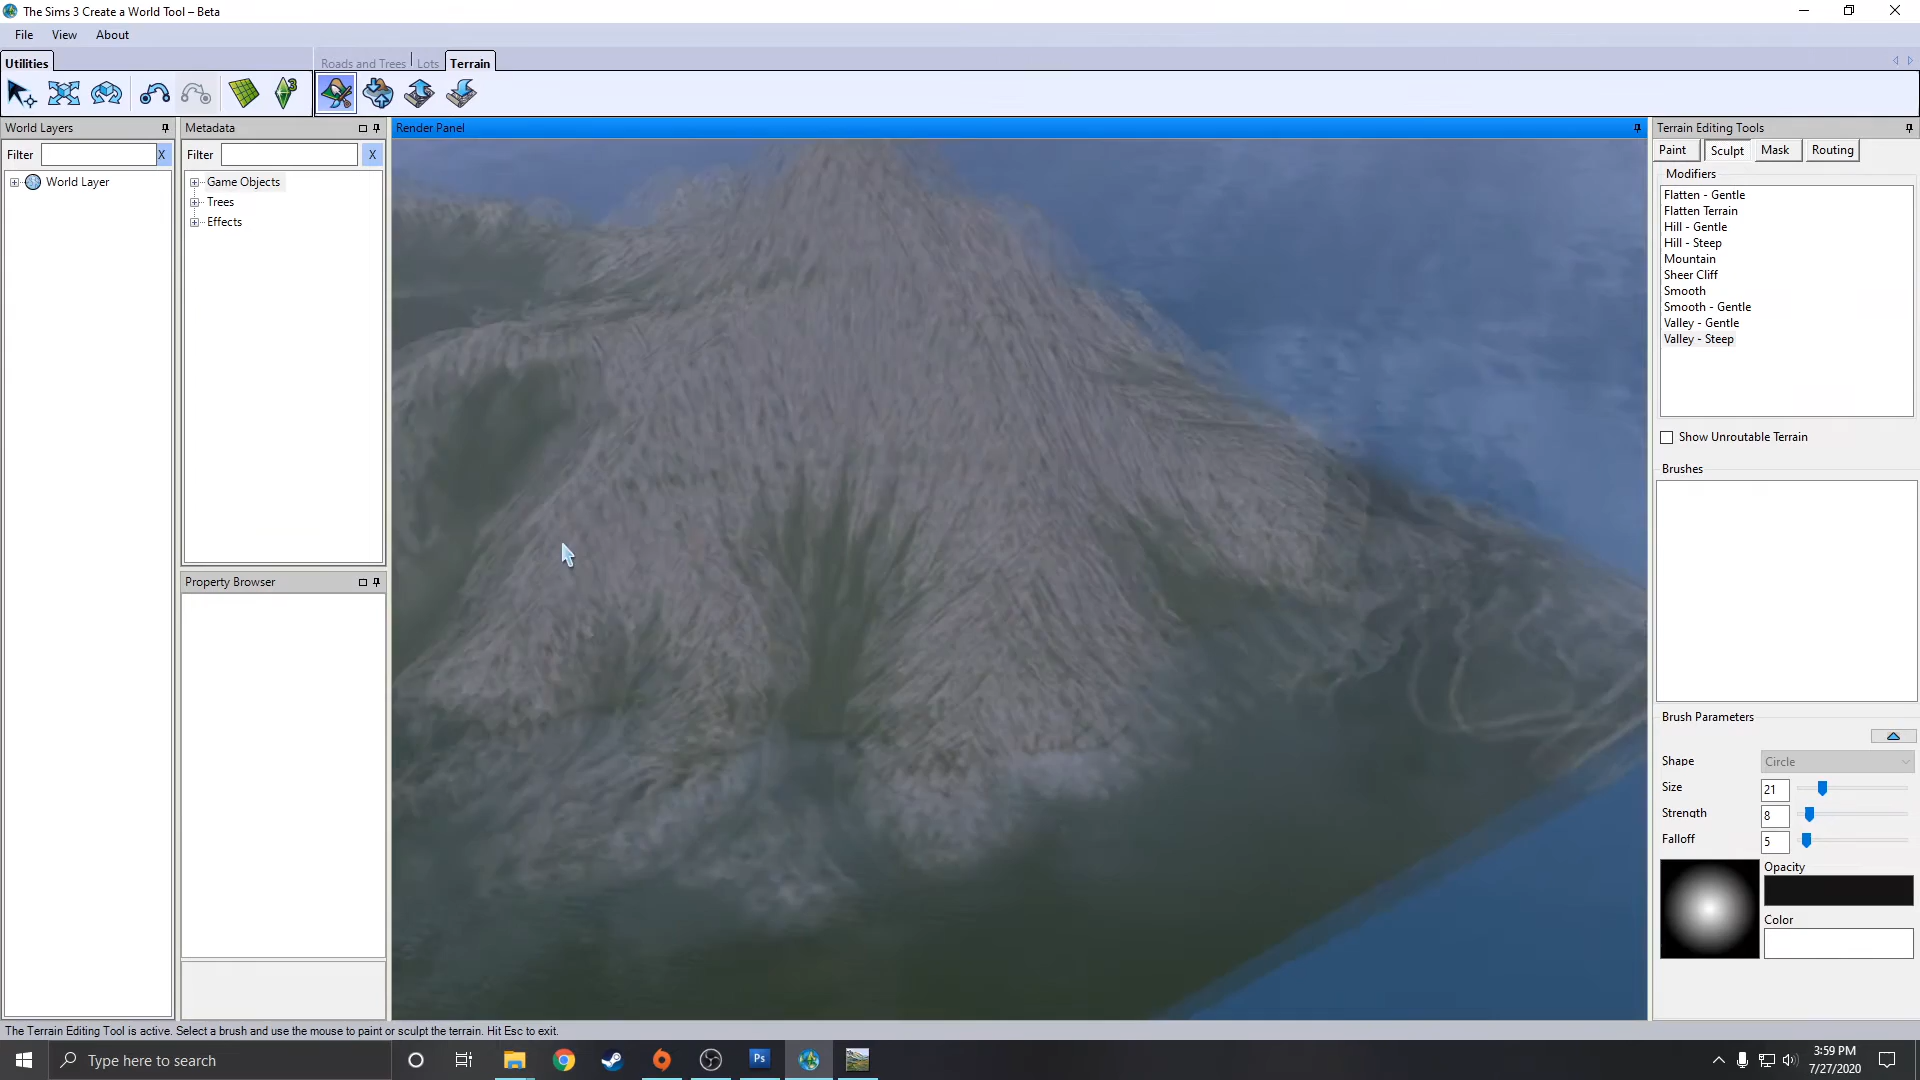 The Sims 3 Create a World Tool – Beta
File View About
Utilities Roads and Trees Lots Terrain
World Layers
Filter X
World Layer
Metadata
Filter X
Game Objects
Trees
Effects
Property Browser
Render Panel
Terrain Editing Tools
Paint Sculpt Mask Routing
Modifiers
Flatten - Gentle
Flatten Terrain
Hill - Gentle
Hill - Steep
Mountain
Sheer Cliff
Smooth
Smooth - Gentle
Valley - Gentle
Valley - Steep
Show Unroutable Terrain
Brushes
Brush Parameters
Shape Circle
Size 21
Strength 8
Falloff 5
Opacity
Color
The Terrain Editing Tool is active. Select a brush and use the mouse to paint or sculpt the terrain. Hit Esc to exit.
Type here to search
Ps
3:59 PM
7/27/2020